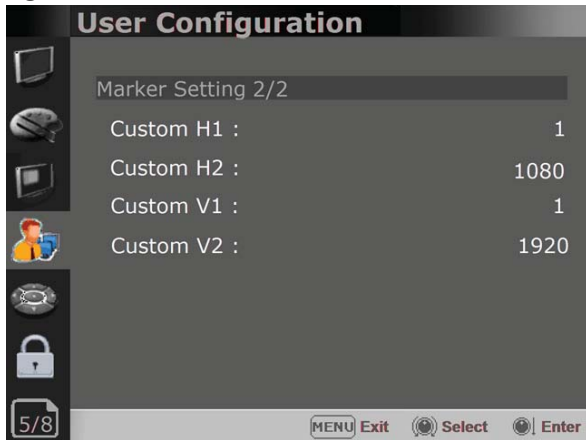 User Configuration
Marker Setting 2/2
Custom H1 : 1
Custom H2 : 1080
Custom V1 : 1
Custom V2 : 1920
5/8 MENU Exit Select Enter